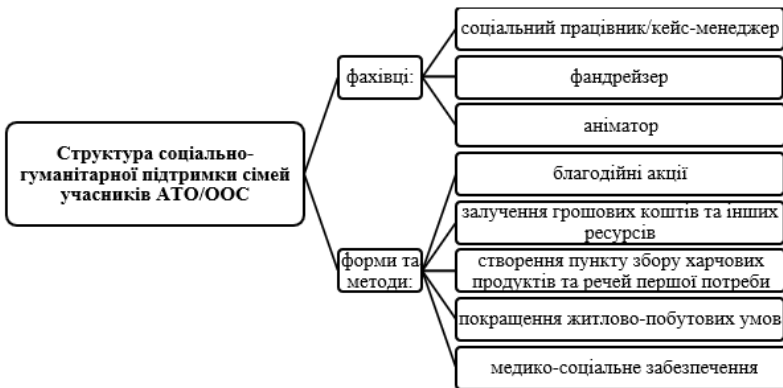 Структура соціально-
гуманітарної підтримки сімей
учасників АТО/ООС
фахівці:
соціальний працівник/кейс-менеджер
фандрейзер
аніматор
форми та
методи:
благодійні акції
залучення грошових коштів та інших
ресурсів
створення пункту збору харчових
продуктів та речей першої потреби
покращення житлово-побутових умов
медико-соціальне забезпечення